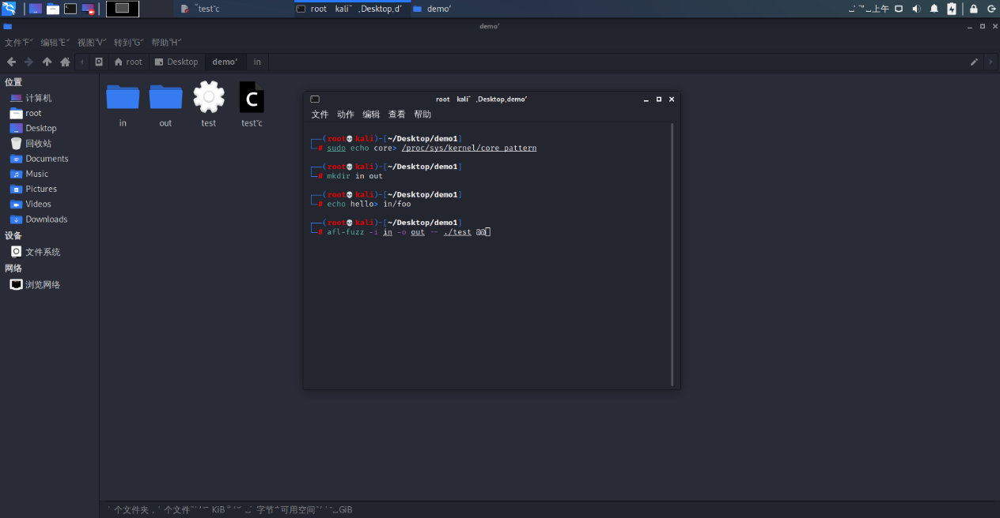 test c
root kali Desktop,d
demo
上午
demo
文件 F 编辑 E 视图 V 转到 G 帮助 H
root Desktop demo in
位置
计算机
root
Desktop
回收站
Documents
Music
Pictures
Videos
Downloads
设备
文件系统
网络
浏览网络
in out test test c
root kali Desktop,demo
文件 动作 编辑 查看 帮助
(root kali)-[~/Desktop/demo1]
# sudo echo core> /proc/sys/kernel/core_pattern
(root kali)-[~/Desktop/demo1]
# mkdir in out
(root kali)-[~/Desktop/demo1]
# echo hello> in/foo
(root kali)-[~/Desktop/demo1]
# afl-fuzz -i in -o out -- ./test @@
个文件夹, 个文件 KiB 字节 可用空间 GiB